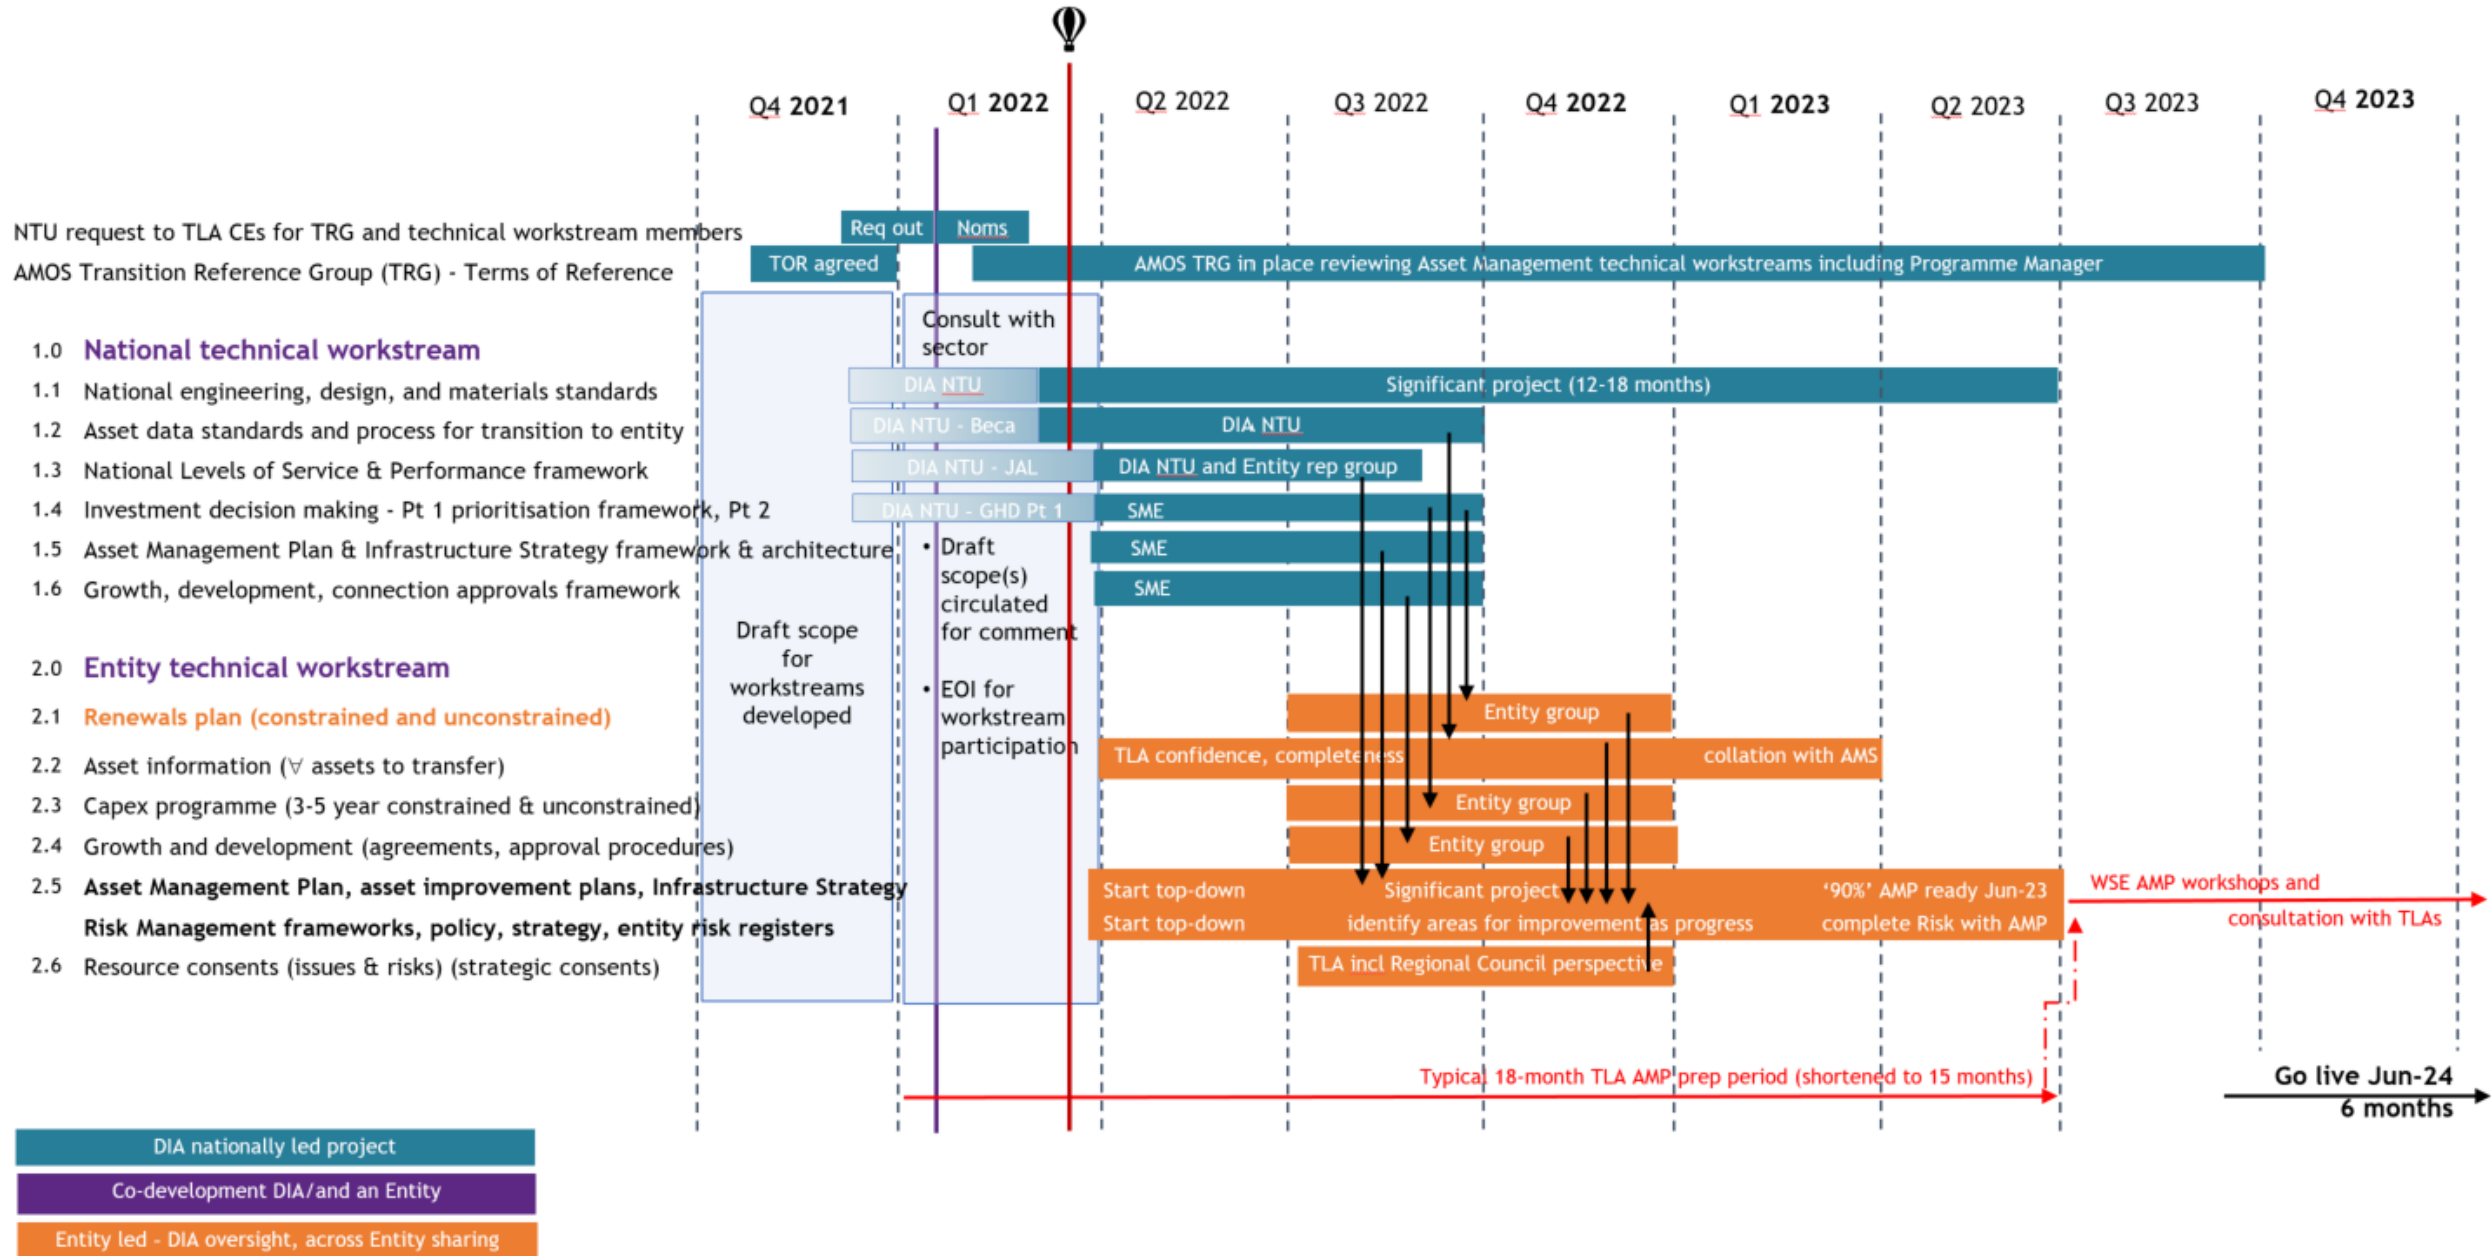 Q4 2021
Q1 2022
Q2 2022
Q3 2022
Q4 2022
Q1 2023
Q2 2023
Q3 2023
Q4 2023
NTU request to TLA CEs for TRG and technical workstream members
Req out
Noms
AMOS Transition Reference Group (TRG) - Terms of Reference
TOR agreed
AMOS TRG in place reviewing Asset Management technical workstreams including Programme Manager
Consult with
sector
1.0 National technical workstream
1.1 National engineering, design, and materials standards
DIA NTU
Significant project (12-18 months)
1.2 Asset data standards and process for transition to entity
DIA NTU - Beca
DIA NTU
1.3 National Levels of Service & Performance framework
DIA NTU - JAL
DIA NTU and Entity rep group
1.4 Investment decision making - Pt 1 prioritisation framework, Pt 2
DIA NTU - GHD Pt 1
SME
1.5 Asset Management Plan & Infrastructure Strategy framework & architecture
SME
1.6 Growth, development, connection approvals framework
SME
• Draft
scope(s)
circulated
for comment
• EOI for
workstream
participation
Draft scope
for
workstreams
developed
2.0 Entity technical workstream
2.1 Renewals plan (constrained and unconstrained)
Entity group
2.2 Asset information (∀ assets to transfer)
TLA confidence, completeness
collation with AMS
2.3 Capex programme (3-5 year constrained & unconstrained)
Entity group
2.4 Growth and development (agreements, approval procedures)
Entity group
2.5 Asset Management Plan, asset improvement plans, Infrastructure Strategy
Start top-down
Significant project
‘90%’ AMP ready Jun-23
WSE AMP workshops and
consultation with TLAs
Risk Management frameworks, policy, strategy, entity risk registers
Start top-down
identify areas for improvement as progress
complete Risk with AMP
2.6 Resource consents (issues & risks) (strategic consents)
TLA incl Regional Council perspective
Typical 18-month TLA AMP prep period (shortened to 15 months)
Go live Jun-24
6 months
DIA nationally led project
Co-development DIA/and an Entity
Entity led - DIA oversight, across Entity sharing